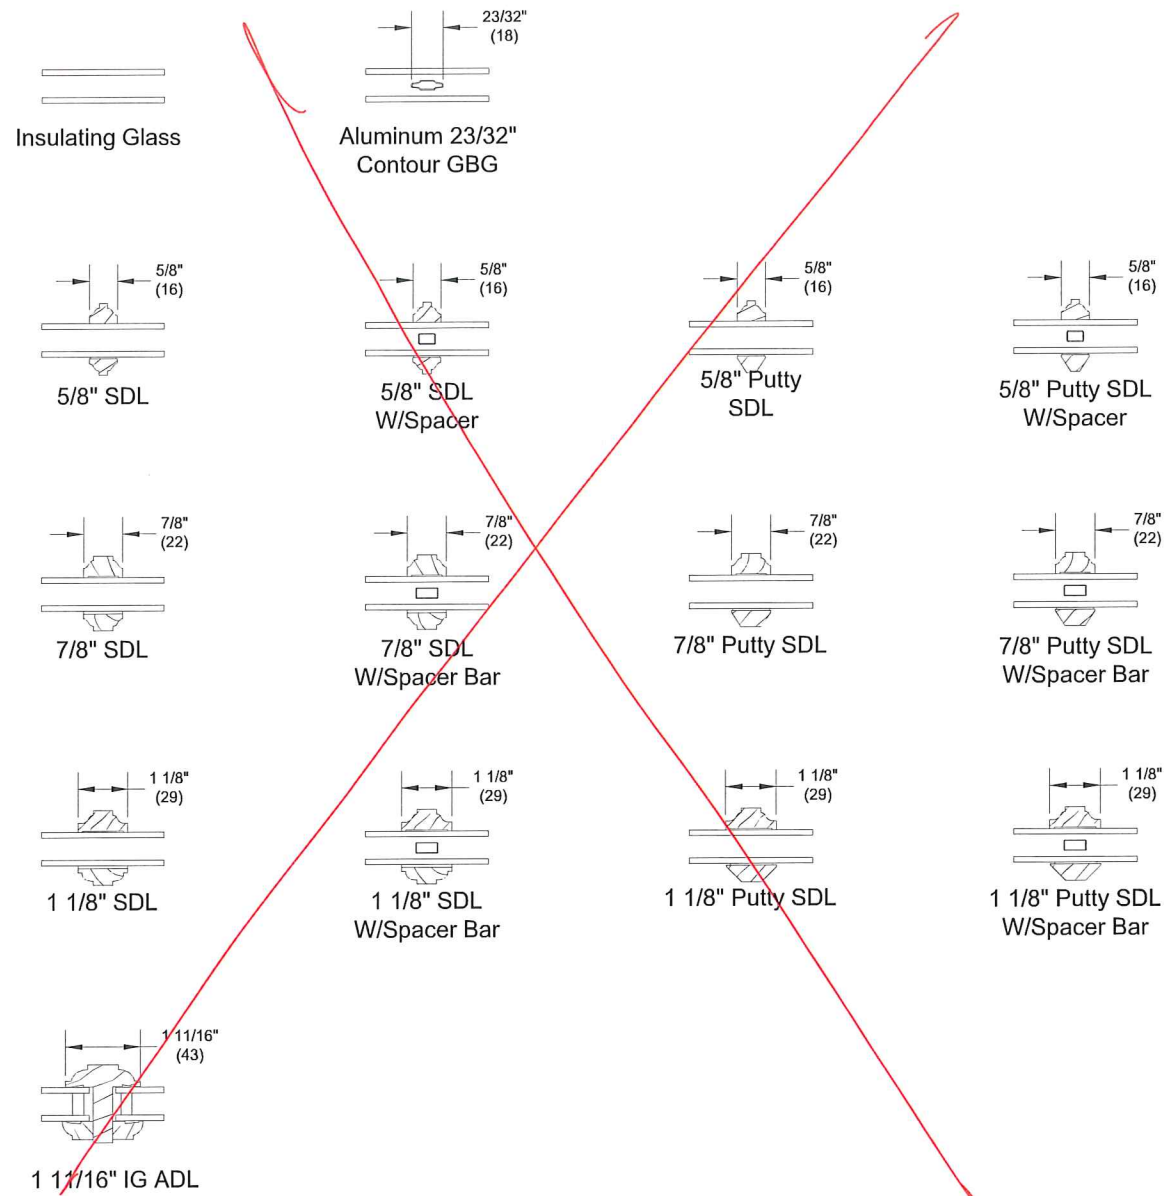 23/32"
(18)
Insulating Glass
Aluminum 23/32"
Contour GBG
5/8"
(16)
5/8" SDL
5/8"
(16)
5/8" SDL
W/Spacer
5/8"
(16)
5/8" Putty
SDL
5/8"
(16)
5/8" Putty SDL
W/Spacer
7/8"
(22)
7/8" SDL
7/8"
(22)
7/8" SDL
W/Spacer Bar
7/8"
(22)
7/8" Putty SDL
7/8"
(22)
7/8" Putty SDL
W/Spacer Bar
1 1/8"
(29)
1 1/8" SDL
1 1/8"
(29)
1 1/8" SDL
W/Spacer Bar
1 1/8"
(29)
1 1/8" Putty SDL
1 1/8"
(29)
1 1/8" Putty SDL
W/Spacer Bar
1 11/16"
(43)
1 11/16" IG ADL